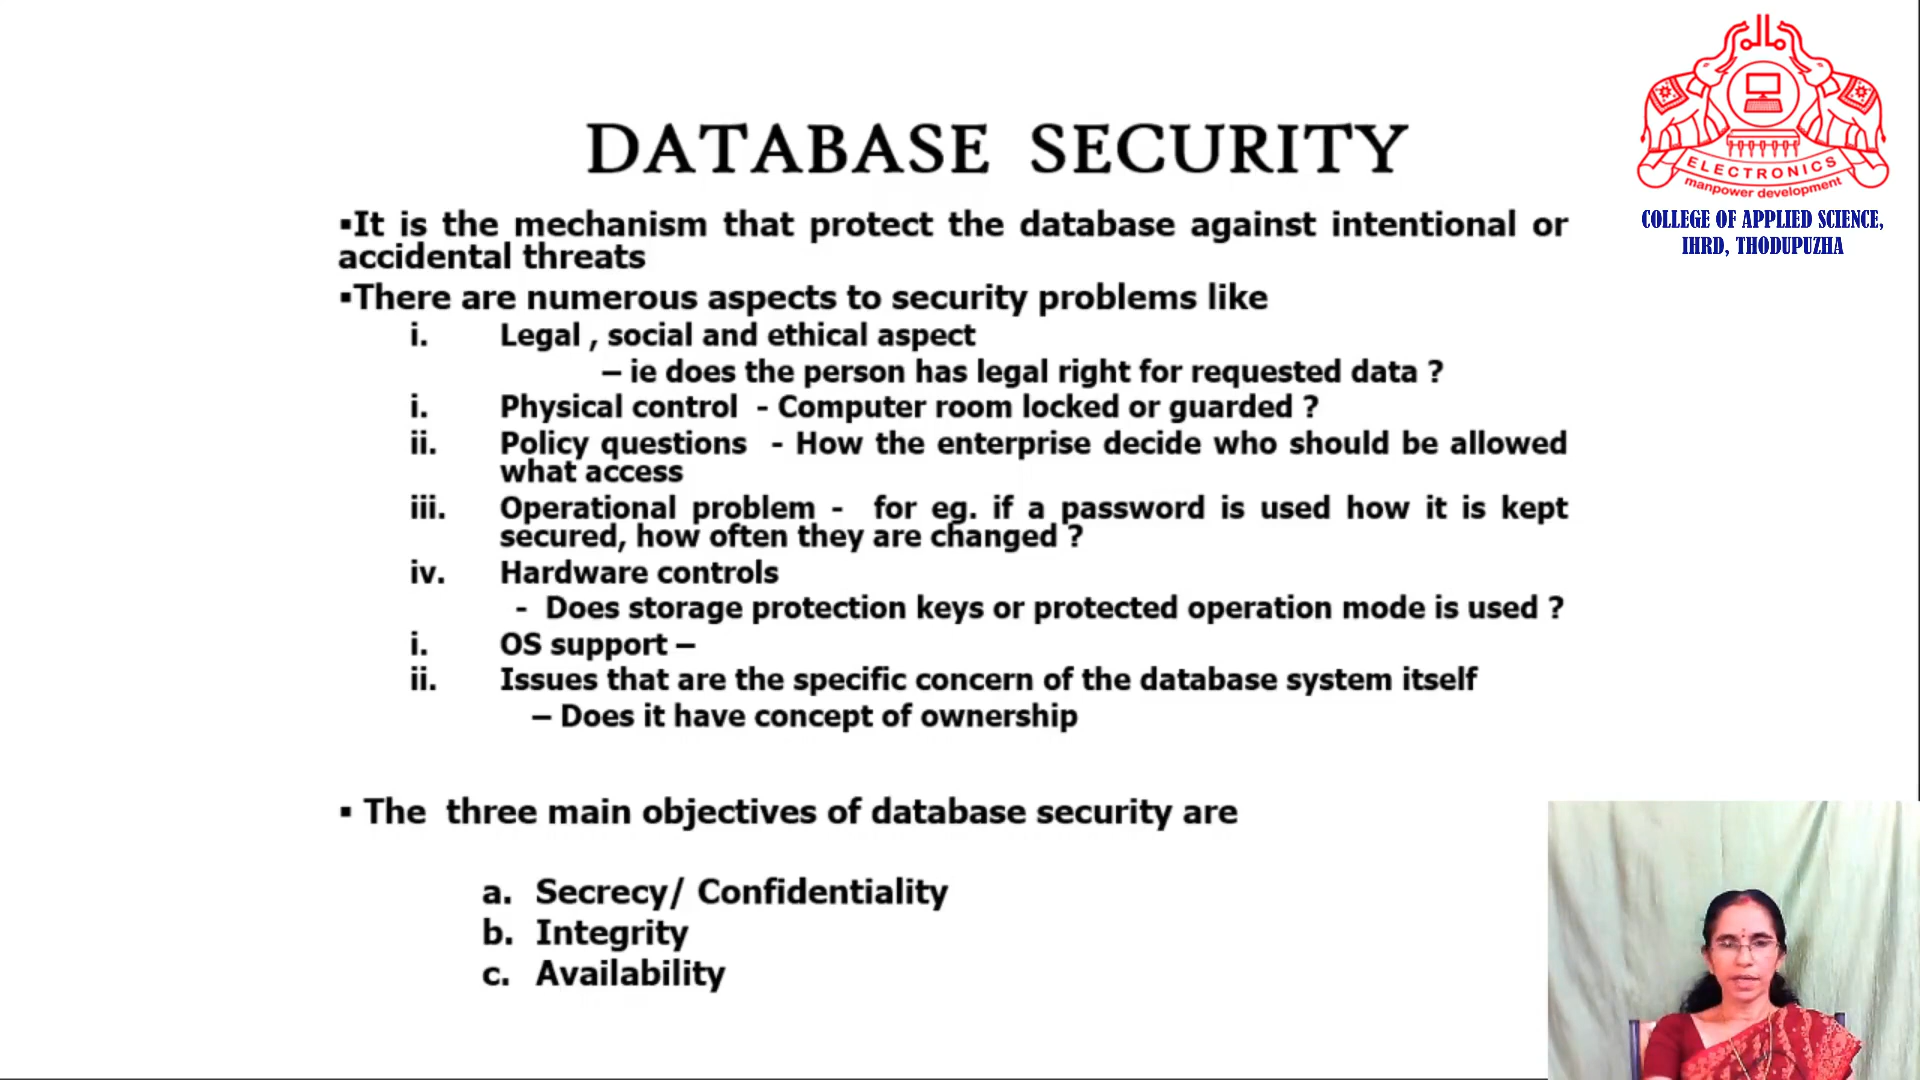 DATABASE SECURITY
▪It is the mechanism that protect the database against intentional or
accidental threats
▪There are numerous aspects to security problems like
i. Legal , social and ethical aspect
– ie does the person has legal right for requested data ?
i. Physical control - Computer room locked or guarded ?
ii. Policy questions - How the enterprise decide who should be allowed
what access
iii. Operational problem - for eg. if a password is used how it is kept
secured, how often they are changed ?
iv. Hardware controls
- Does storage protection keys or protected operation mode is used ?
i. OS support –
ii. Issues that are the specific concern of the database system itself
– Does it have concept of ownership
▪ The three main objectives of database security are
a. Secrecy/ Confidentiality
b. Integrity
c. Availability
ELECTRONICS
manpower development
COLLEGE OF APPLIED SCIENCE,
IHRD, THODUPUZHA